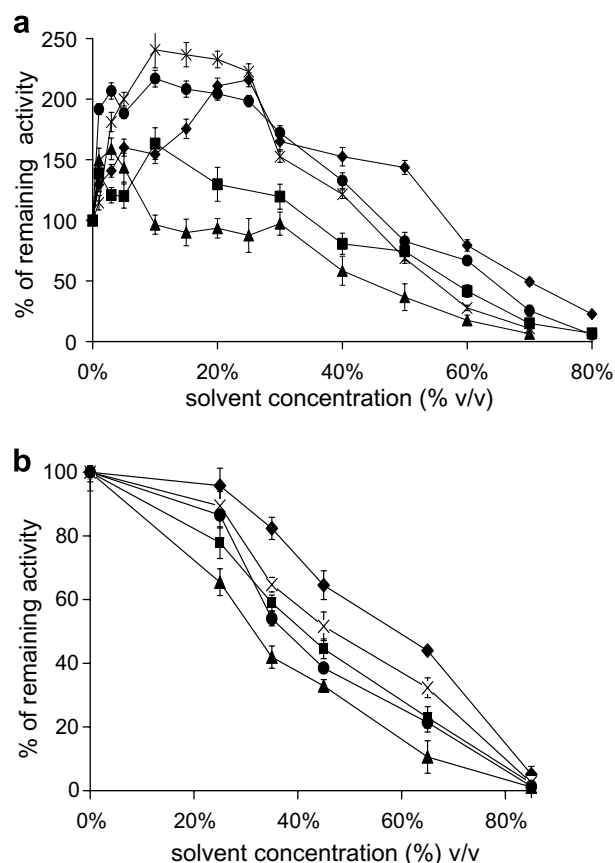 a
250
200
150
100
50
0
% of remaining activity
0% 20% 40% 60% 80%
solvent concentration (% v/v)
b
100
80
60
40
20
0
% of remaining activity
0% 20% 40% 60% 80%
solvent concentration (%) v/v